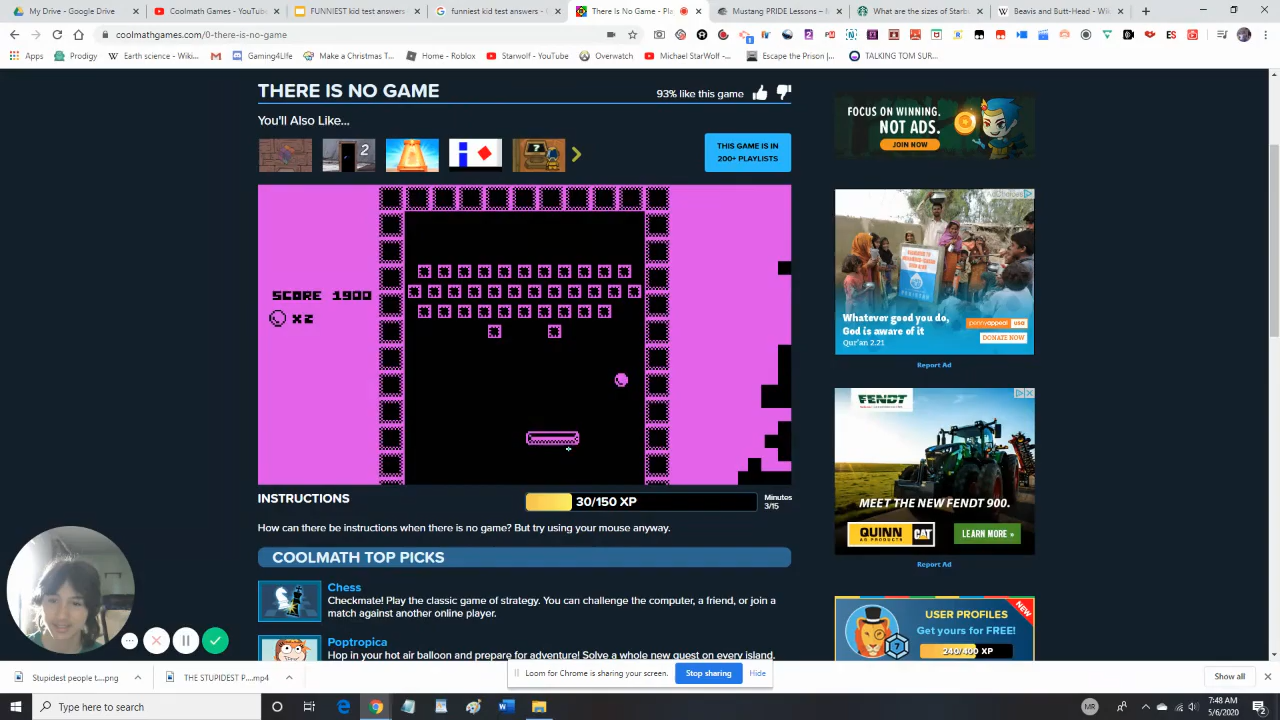 My Drive - Google Drive
Coolmath Games - YouTube
FUNNIEST kid test answers -
funniest kid test answers - G
There is No Game - Pla
Mustang PRIDE Lessons - I
What are the sizes of Starbu
Beavis and Butt-Head - Wiki
coolmathgames.com/0-there-is-no-game
Apps
Prodigy
Earth science - Wiki...
Gaming4Life
Make a Christmas T...
Home - Roblox
Starwolf - YouTube
Overwatch
Michael StarWolf -...
Escape the Prison |...
TALKING TOM SUR...
THERE IS NO GAME
93% like this game
You'll Also Like...
2
THIS GAME IS IN
200+ PLAYLISTS
SCORE 1900
x2
INSTRUCTIONS
30/150 XP
Minutes
3/15
How can there be instructions when there is no game? But try using your mouse anyway.
COOLMATH TOP PICKS
Chess
Checkmate! Play the classic game of strategy. You can challenge the computer, a friend, or join a
match against another online player.
Poptropica
Hop in your hot air balloon and prepare for adventure! Solve a whole new quest on every island.
FOCUS ON WINNING.
NOT ADS.
JOIN NOW
Whatever good you do,
God is aware of it
Qur'an 2.21
pennyappeal usa
DONATE NOW
Report Ad
FENDT
MEET THE NEW FENDT 900.
QUINN
AG PRODUCTS
CAT
LEARN MORE »
Report Ad
NEW
USER PROFILES
Get yours for FREE!
240/400 XP
Stupidest people t....png
THE STUPIDEST P....mp4
Loom for Chrome is sharing your screen.
Stop sharing
Hide
Show all
Type here to search
MR
7:48 AM
5/6/2020